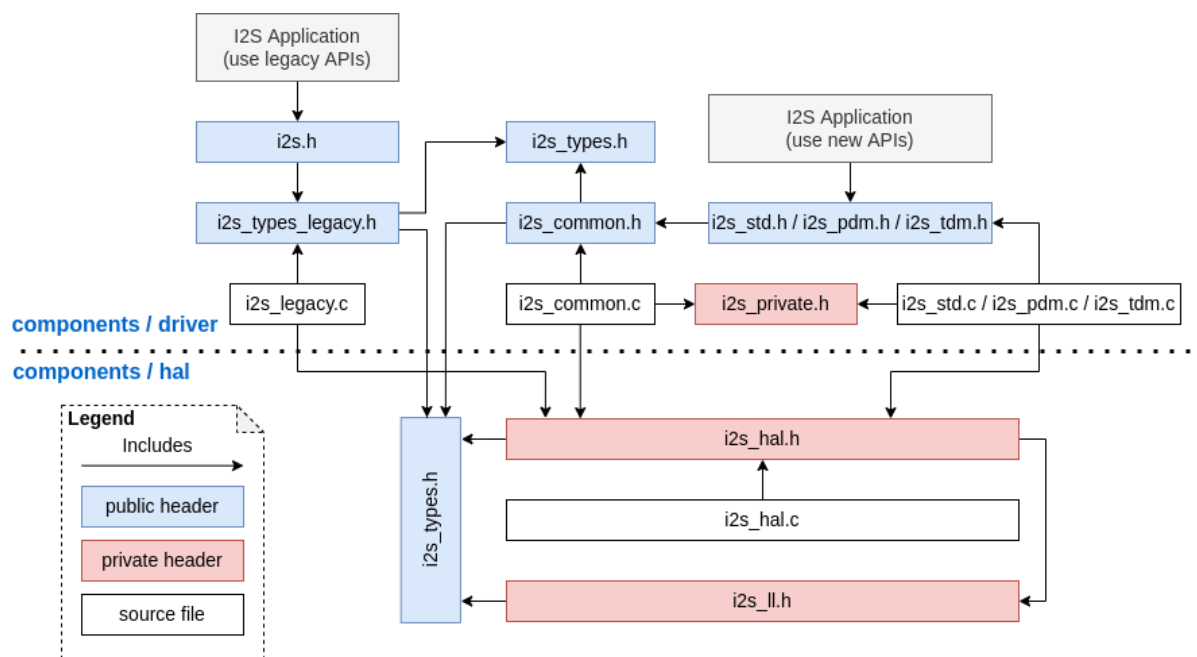 I2S Application
(use legacy APIs)
i2s.h
i2s_types.h
I2S Application
(use new APIs)
i2s_types_legacy.h
i2s_common.h
i2s_std.h / i2s_pdm.h / i2s_tdm.h
i2s_legacy.c
i2s_common.c
i2s_private.h
i2s_std.c / i2s_pdm.c / i2s_tdm.c
components / driver
components / hal
Legend
Includes
public header
private header
source file
i2s_types.h
i2s_hal.h
i2s_hal.c
i2s_ll.h